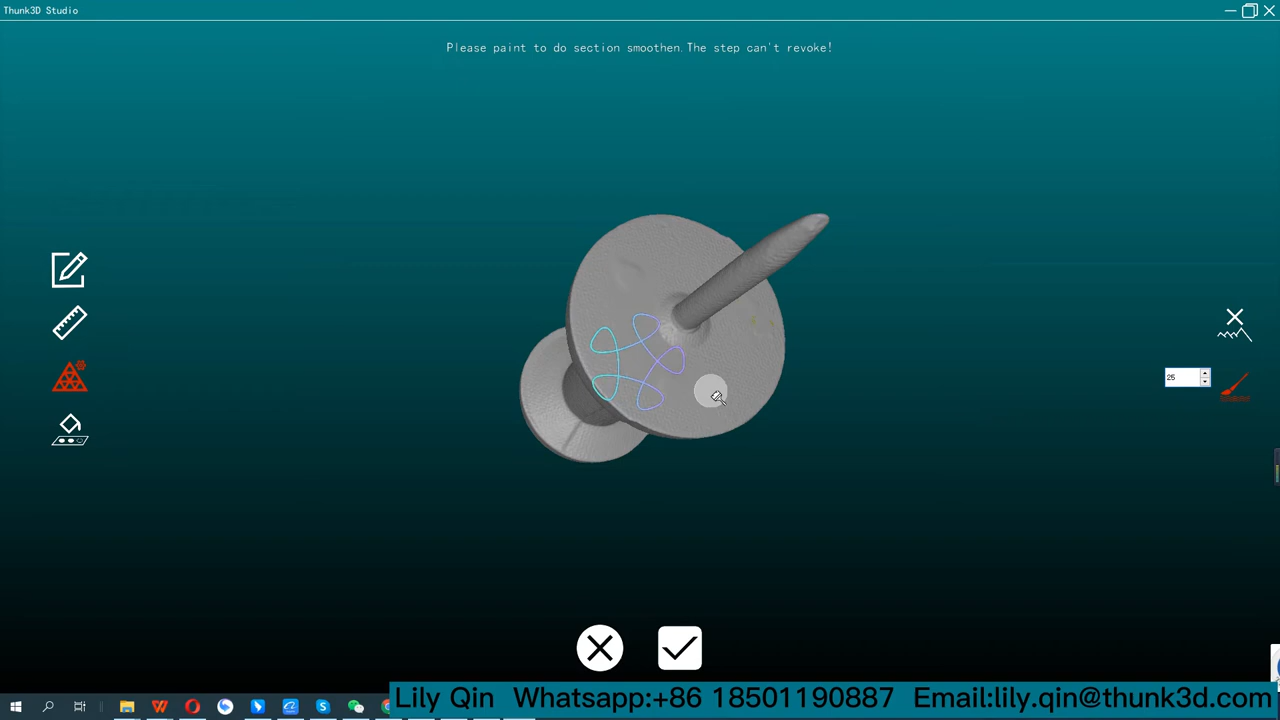 Thunk3D Studio
Please paint to do section smoothen.The step can't revoke!
25
Lily Qin Whatsapp:+86 18501190887 Email:lily.qin@thunk3d.com